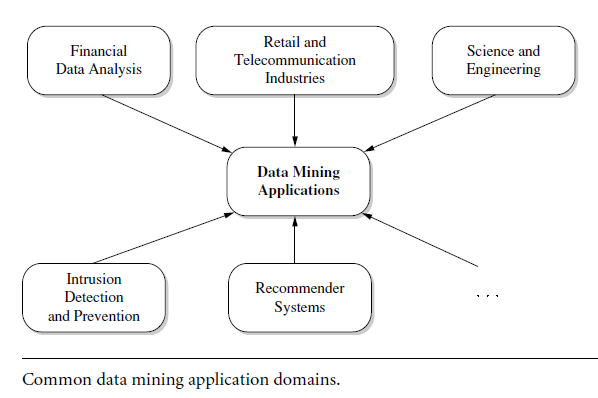 Financial
Data Analysis
Retail and
Telecommunication
Industries
Science and
Engineering
Data Mining
Applications
Intrusion
Detection
and Prevention
Recommender
Systems
. . .
Common data mining application domains.